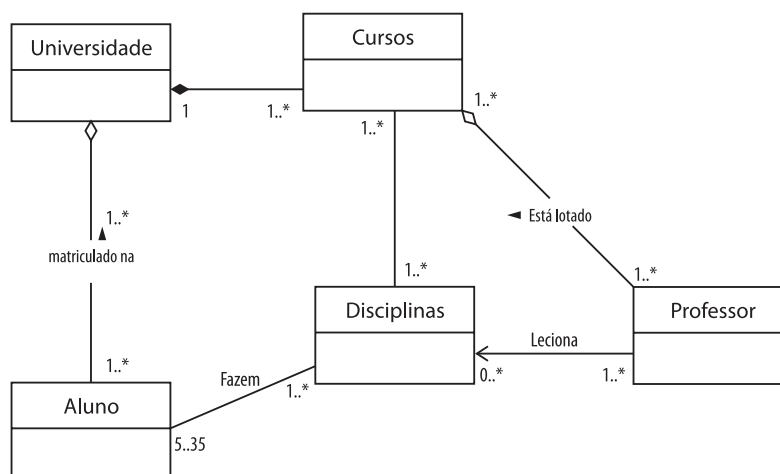 Universidade
Cursos
1
1..*
1..*
1..*
1..*
matriculado na
◄ Está lotado
1..*
1..*
Disciplinas
Professor
Leciona
0..*
1..*
Fazem
1..*
1..*
Aluno
5..35